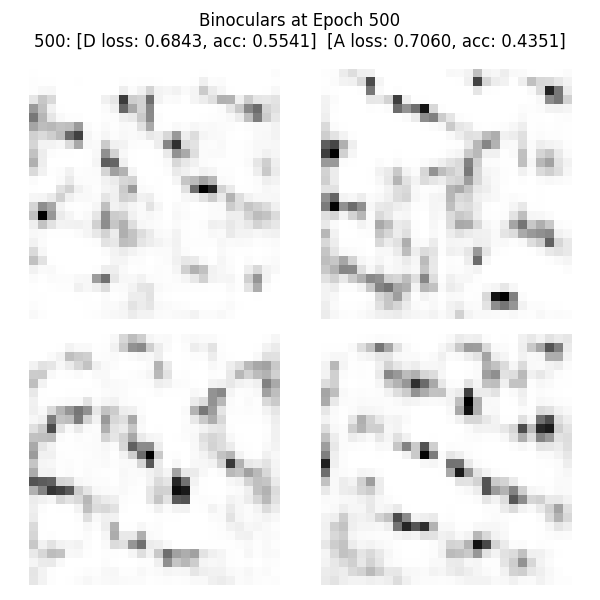 Binoculars at Epoch 500
500: [D loss: 0.6843, acc: 0.5541]  [A loss: 0.7060, acc: 0.4351]